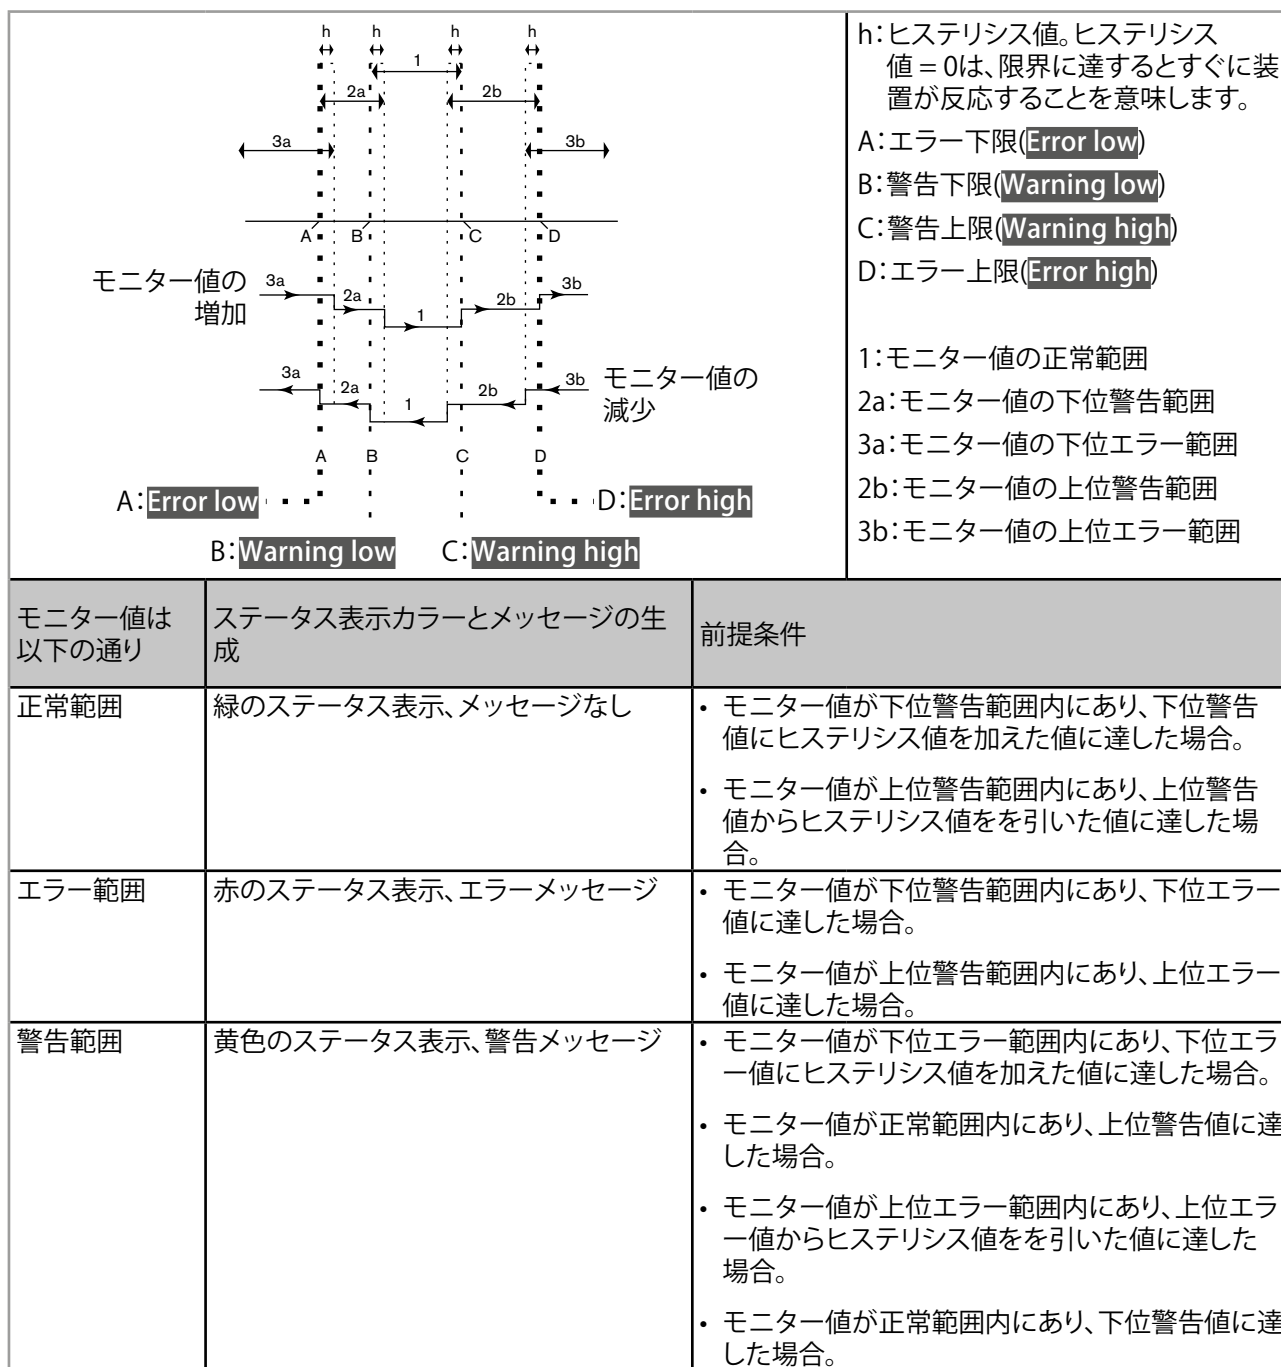 h h h h
1
2a 2b
3a 3b
A B C D
モニター値の
増加
3a 2a 1 2b 3b
3a 2a 1 2b 3b
モニター値の
減少
A B C D
A：Error low
D：Error high
B：Warning low
C：Warning high
h：ヒステリシス値。ヒステリシス
値 = 0は、限界に達するとすぐに装
置が反応することを意味します。
A：エラー下限(Error low)
B：警告下限(Warning low)
C：警告上限(Warning high)
D：エラー上限(Error high)
1：モニター値の正常範囲
2a：モニター値の下位警告範囲
3a：モニター値の下位エラー範囲
2b：モニター値の上位警告範囲
3b：モニター値の上位エラー範囲
モニター値は
以下の通り
ステータス表示カラーとメッセージの生
成
前提条件
正常範囲
緑のステータス表示、メッセージなし
• モニター値が下位警告範囲内にあり、下位警告
値にヒステリシス値を加えた値に達した場合。
• モニター値が上位警告範囲内にあり、上位警告
値からヒステリシス値をを引いた値に達した場
合。
エラー範囲
赤のステータス表示、エラーメッセージ
• モニター値が下位警告範囲内にあり、下位エラー
値に達した場合。
• モニター値が上位警告範囲内にあり、上位エラー
値に達した場合。
警告範囲
黄色のステータス表示、警告メッセージ
• モニター値が下位エラー範囲内にあり、下位エラ
ー値にヒステリシス値を加えた値に達した場合。
• モニター値が正常範囲内にあり、上位警告値に達
した場合。
• モニター値が上位エラー範囲内にあり、上位エラ
ー値からヒステリシス値をを引いた値に達した
場合。
• モニター値が正常範囲内にあり、下位警告値に達
した場合。